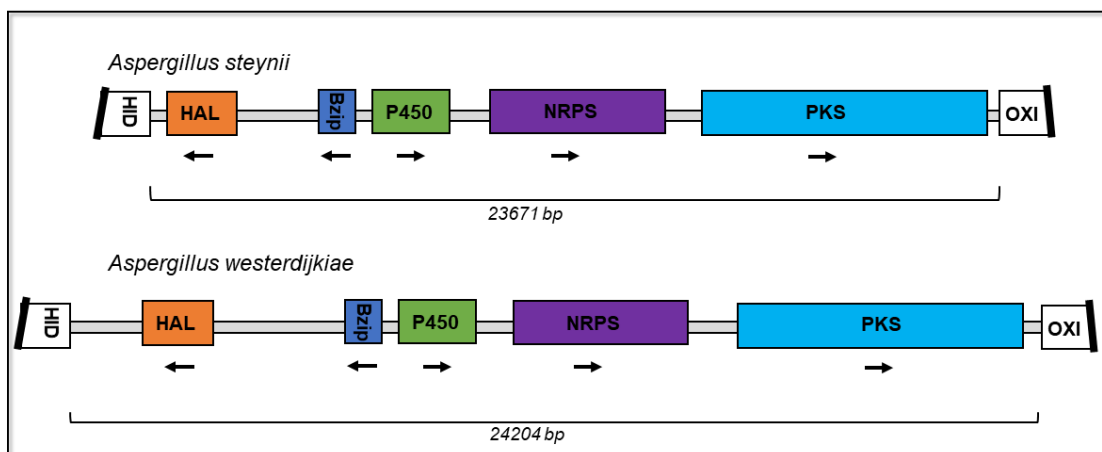 Aspergillus steynii
HID HAL Bzip P450 NRPS PKS OXI
23671 bp
Aspergillus westerdijkiae
HID HAL Bzip P450 NRPS PKS OXI
24204 bp